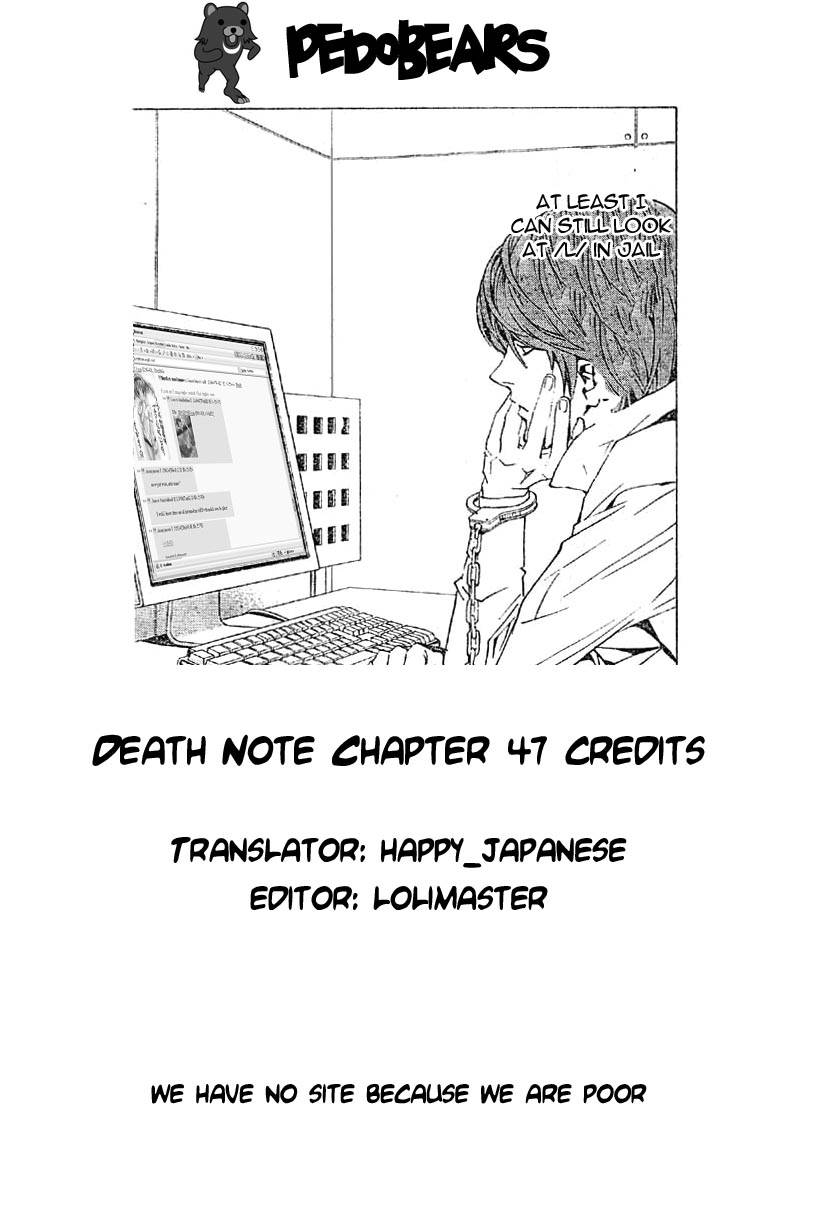 PEDOBEARS
AT LEAST I
CAN STILL LOOK
AT /L/ IN JAIL
DEATH NOTE CHAPTER 47 CREDITS
TRANSLATOR: HAPPY_JAPANESE
EDITOR: LOLIMASTER
WE HAVE NO SITE BECAUSE WE ARE POOR